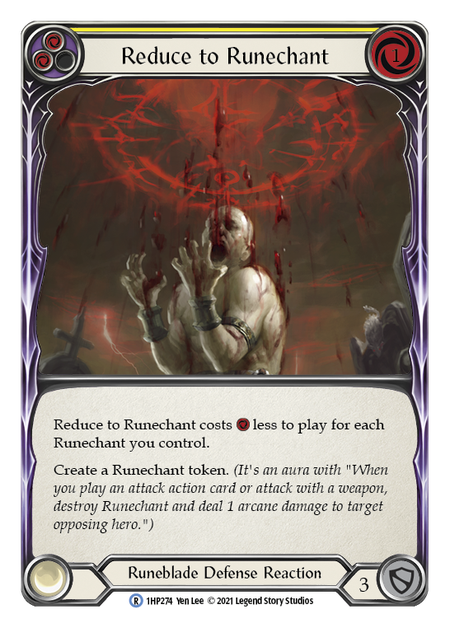 Reduce to Runechant
1
Reduce to Runechant costs less to play for each
Runechant you control.
Create a Runechant token. (It's an aura with "When
you play an attack action card or attack with a weapon,
destroy Runechant and deal 1 arcane damage to target
opposing hero.")
Runeblade Defense Reaction
3
R 1HP274 Yen Lee © 2021 Legend Story Studios